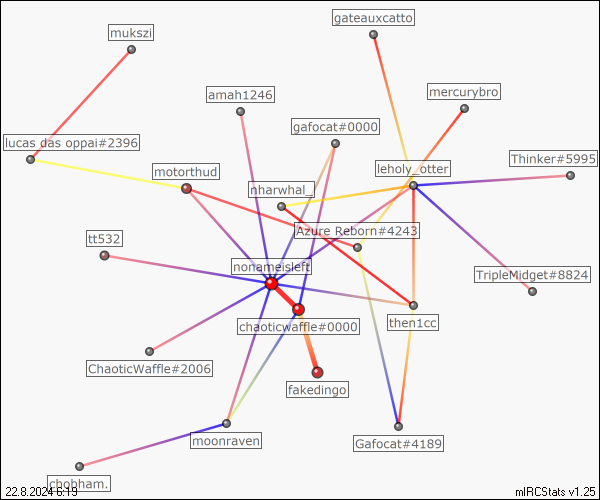 gateauxcatto
mukszi
amah1246
mercurybro
gafocat#0000
lucas das oppai#2396
Thinker#5995
motorthud
leholy_otter
nharwhal_
Azure Reborn#4243
tt532
nonameisleft
TripleMidget#8824
chaoticwaffle#0000
then1cc
ChaoticWaffle#2006
fakedingo
moonraven
Gafocat#4189
chobham.
22.8.2024 6:19
mIRCStats v1.25